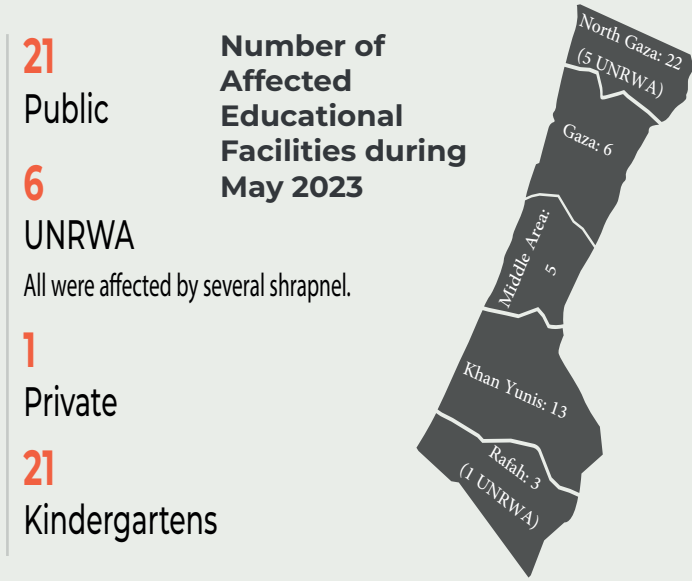 21
Public
6
UNRWA
All were affected by several shrapnel.
1
Private
21
Kindergartens
Number of
Affected
Educational
Facilities during
May 2023
North Gaza: 22
(5 UNRWA)
Gaza: 6
Middle Area:
5
Khan Yunis: 13
Rafah: 3
(1 UNRWA)